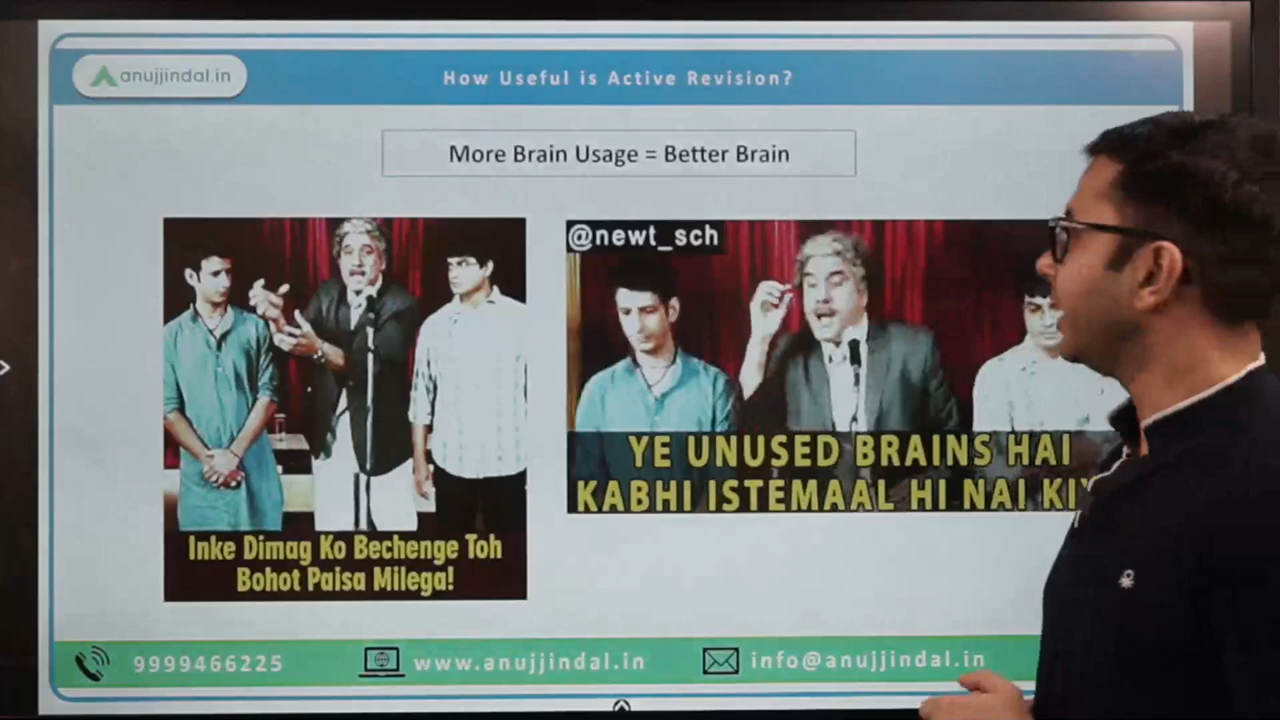 anujjindal.in
How Useful is Active Revision?
More Brain Usage = Better Brain
@newt_sch
YE UNUSED BRAINS HAI
KABHI ISTEMAAL HI NAI
Inke Dimag Ko Bechenge Toh
Bohot Paisa Milega!
9999466225
www.anujjindal.in
info@anujjindal.in